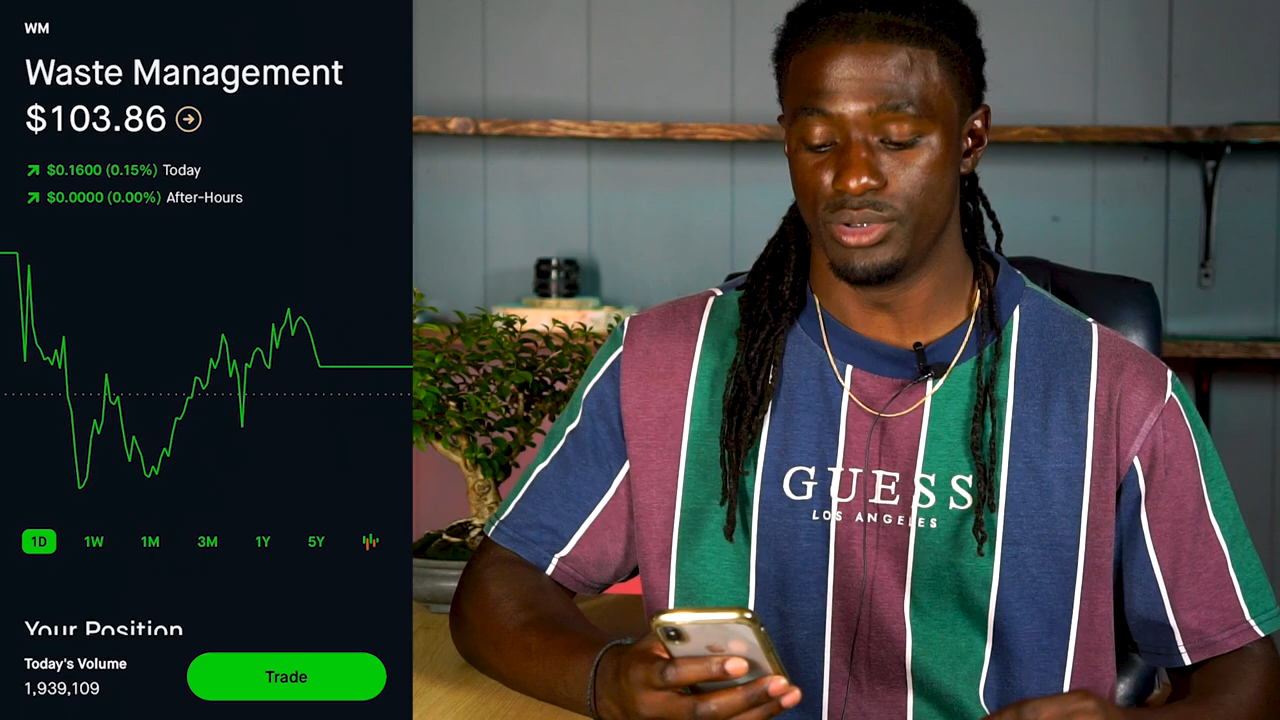 WM
Waste Management
$103.86
$0.1600 (0.15%) Today
$0.0000 (0.00%) After-Hours
1D 1W 1M 3M 1Y 5Y
Your Position
Today's Volume
1,939,109
Trade
GUESS
LOS ANGELES